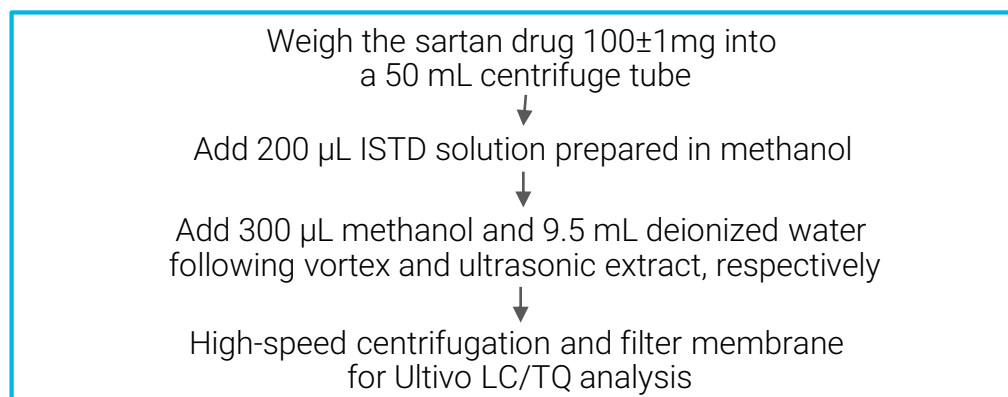 Weigh the sartan drug 100±1mg into
a 50 mL centrifuge tube
Add 200 µL ISTD solution prepared in methanol
Add 300 µL methanol and 9.5 mL deionized water
following vortex and ultrasonic extract, respectively
High-speed centrifugation and filter membrane
for Ultivo LC/TQ analysis